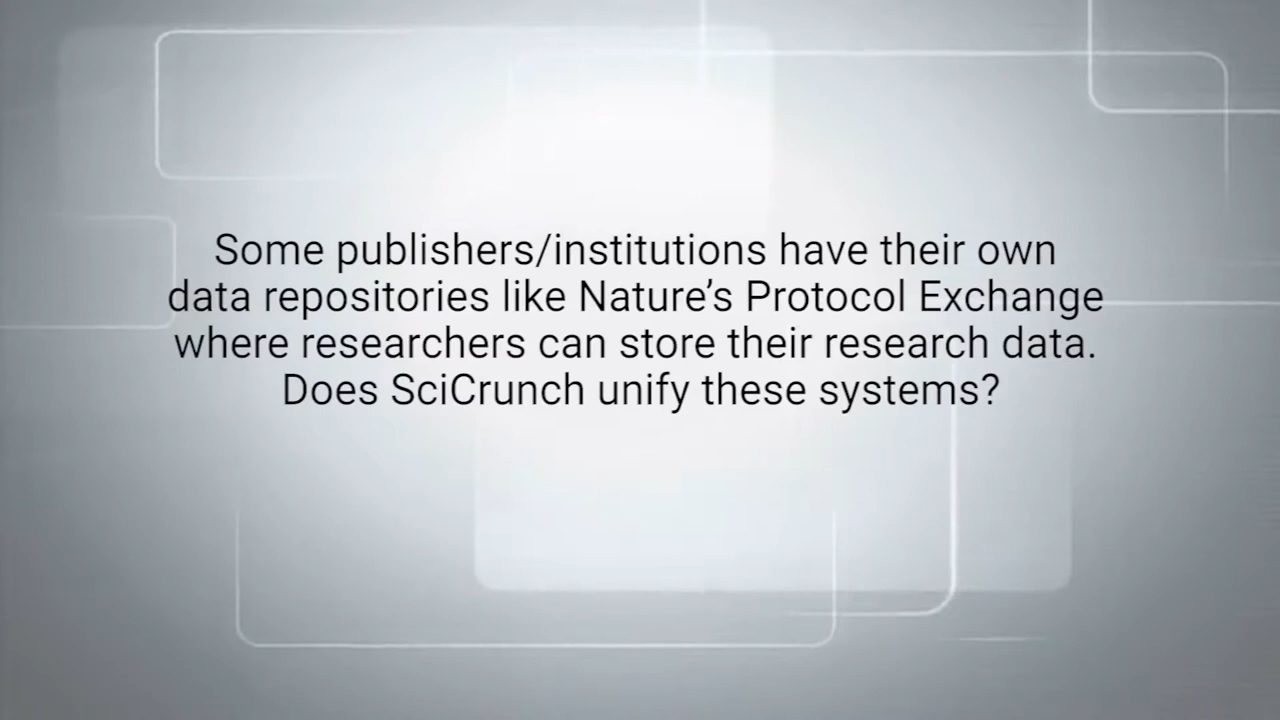 Some publishers/institutions have their own
data repositories like Nature’s Protocol Exchange
where researchers can store their research data.
Does SciCrunch unify these systems?